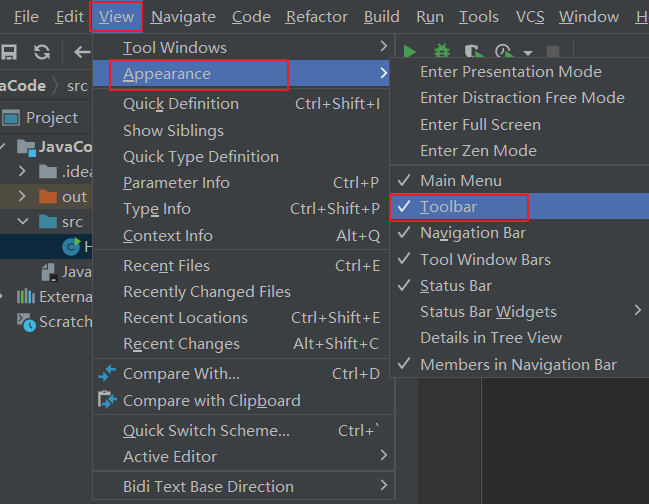 File Edit View Navigate Code Refactor Build Run Tools VCS Window H
aCode src
Project
JavaCo
.idea
out
src
H
Java
Externa
Scratch
Tool Windows
Appearance
Quick Definition Ctrl+Shift+I
Show Siblings
Quick Type Definition
Parameter Info Ctrl+P
Type Info Ctrl+Shift+P
Context Info Alt+Q
Recent Files Ctrl+E
Recently Changed Files
Recent Locations Ctrl+Shift+E
Recent Changes Alt+Shift+C
Compare With... Ctrl+D
Compare with Clipboard
Quick Switch Scheme... Ctrl+`
Active Editor
Bidi Text Base Direction
Enter Presentation Mode
Enter Distraction Free Mode
Enter Full Screen
Enter Zen Mode
Main Menu
Toolbar
Navigation Bar
Tool Window Bars
Status Bar
Status Bar Widgets
Details in Tree View
Members in Navigation Bar